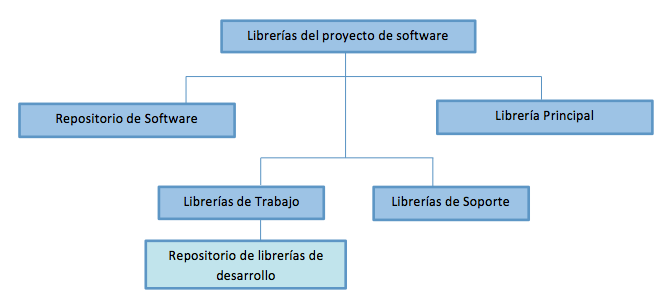 Librerías del proyecto de software
Repositorio de Software
Librería Principal
Librerías de Trabajo
Librerías de Soporte
Repositorio de librerías de
desarrollo